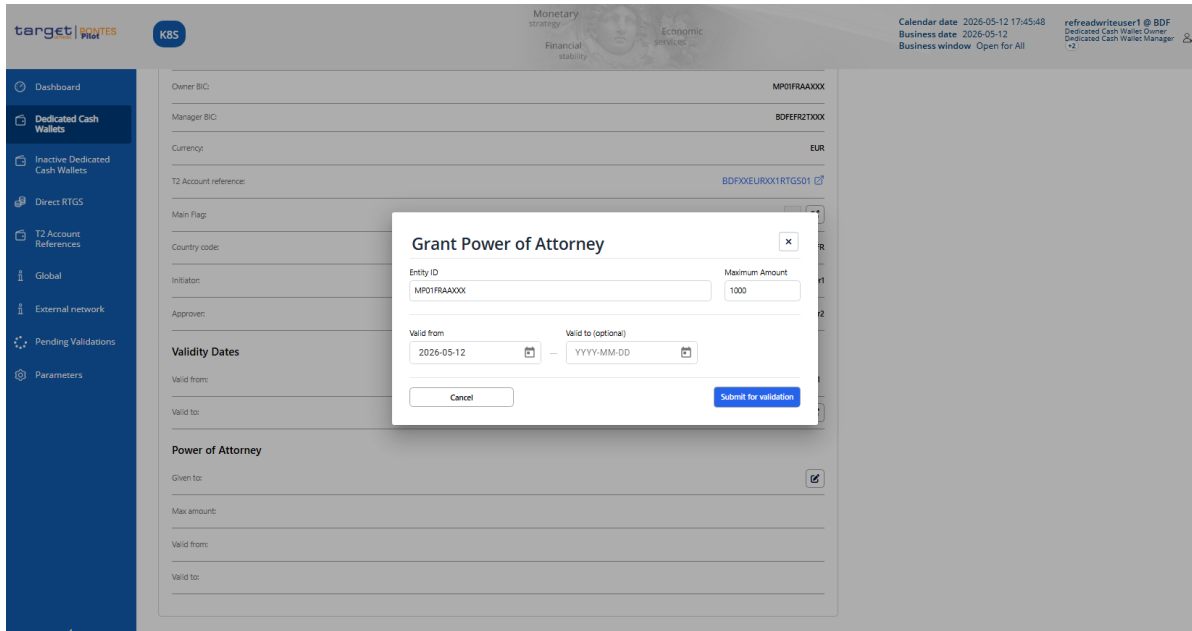 target | PONTES
Pilot
K8S
Monetary
strategy
Economic
services
Financial
stability
Calendar date 2026-05-12 17:45:48
Business date 2026-05-12
Business window Open for All
refreadwriteuser1 @ BDF
Dedicated Cash Wallet Owner
Dedicated Cash Wallet Manager
+2
Dashboard
Dedicated Cash
Wallets
Inactive Dedicated
Cash Wallets
Direct RTGS
T2 Account
References
Global
External network
Pending Validations
Parameters
Owner BIC: MP01FRAAXXX
Manager BIC: BDFEFR2TXXX
Currency: EUR
T2 Account reference: BDFXXEURXX1RTGS01
Main Flag:
Country code:
Initiator:
Approver:
Validity Dates
Valid from:
Valid to:
Grant Power of Attorney
Entity ID Maximum Amount
MP01FRAAXXX 1000
Valid from Valid to (optional)
2026-05-12 — YYYY-MM-DD
Cancel Submit for validation
Power of Attorney
Given to:
Max amount:
Valid from:
Valid to: